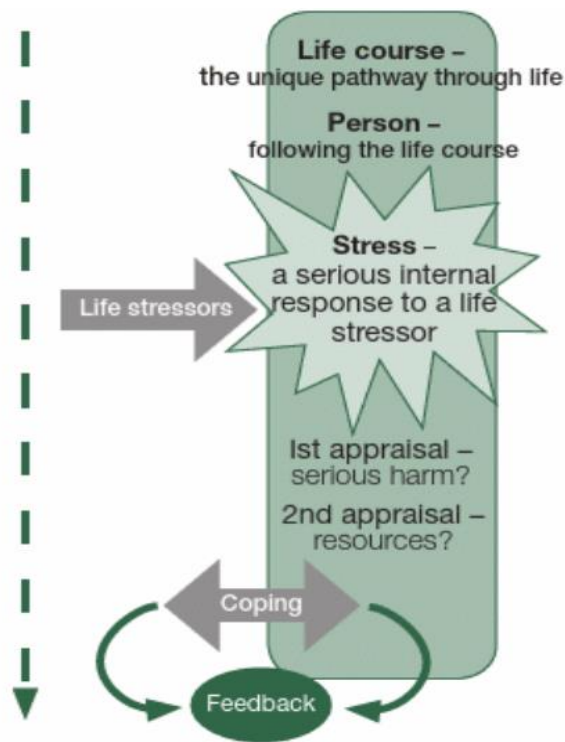 Life course –
the unique pathway through life
Person –
following the life course
Stress –
a serious internal
response to a life
stressor
Life stressors
Ist appraisal –
serious harm?
2nd appraisal –
resources?
Coping
Feedback